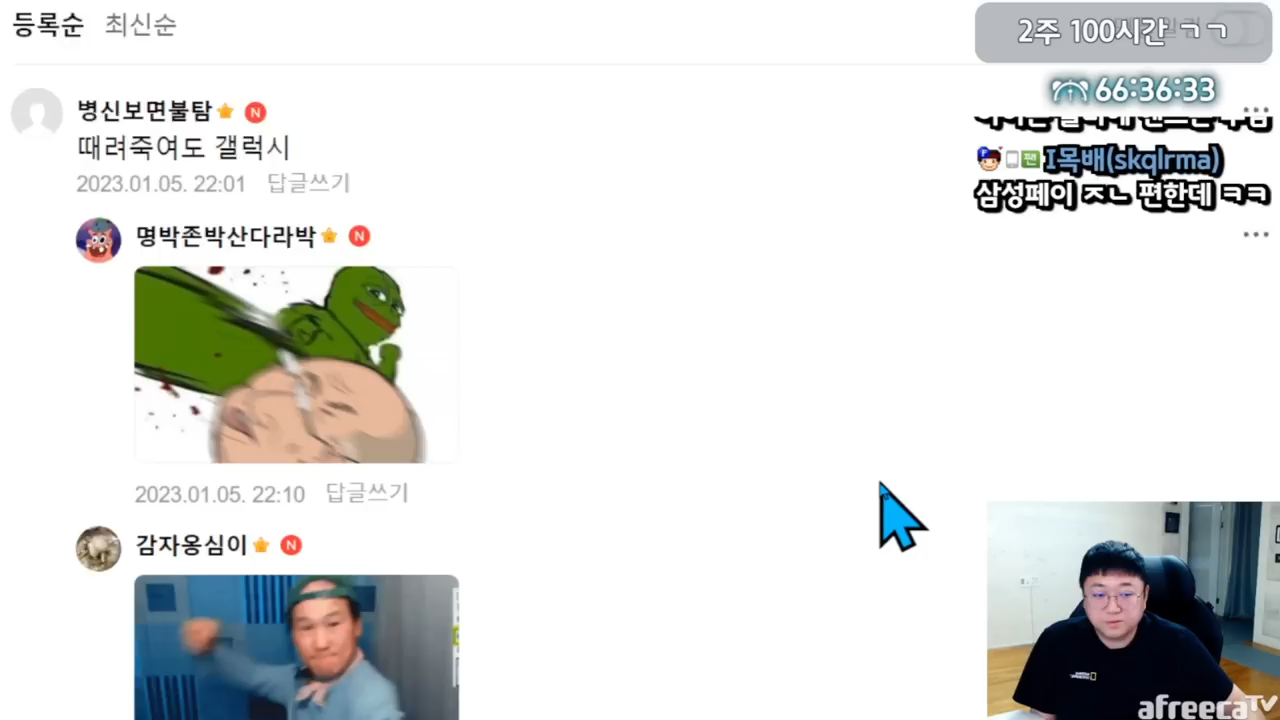 등록순 최신순
2주 100시간 ㄱㄱ
66:36:33
I목배(skqlrma)
삼성페이 ㅈㄴ 편한데 ㅋㅋ
병신보면불탐 N
때려죽여도 갤럭시
2023.01.05. 22:01 답글쓰기
명박존박산다라박 N
2023.01.05. 22:10 답글쓰기
감자옹심이 N
afreecaTV